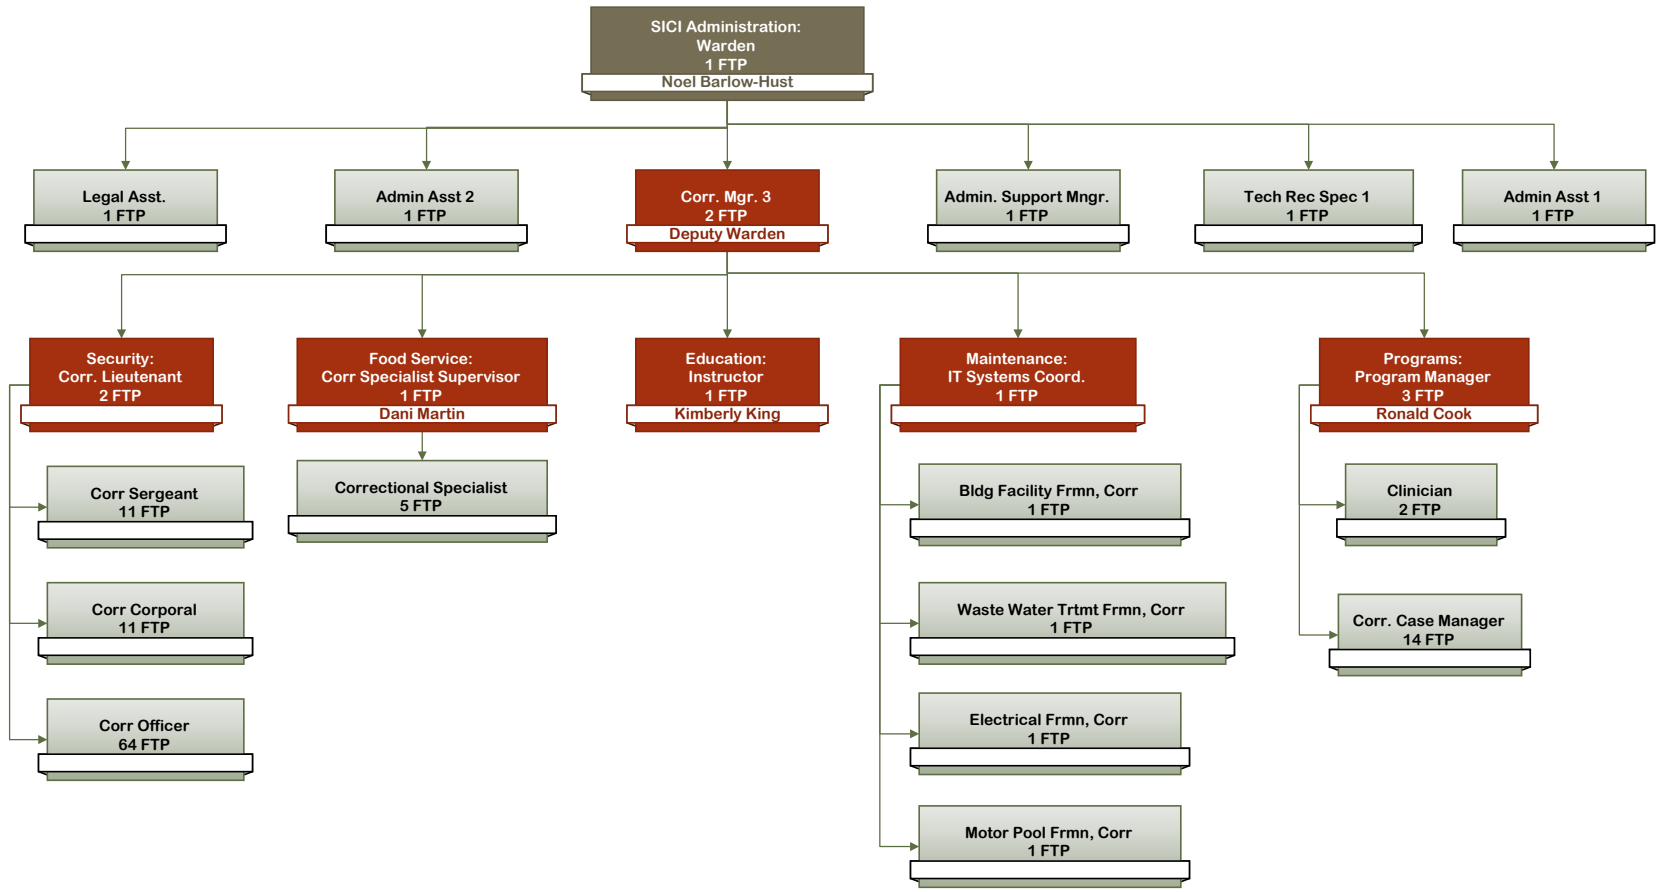 SICI Administration:
Warden
1 FTP
Noel Barlow-Hust
Legal Asst.
1 FTP
Admin Asst 2
1 FTP
Corr. Mgr. 3
2 FTP
Deputy Warden
Admin. Support Mngr.
1 FTP
Tech Rec Spec 1
1 FTP
Admin Asst 1
1 FTP
Security:
Corr. Lieutenant
2 FTP
Food Service:
Corr Specialist Supervisor
1 FTP
Dani Martin
Education:
Instructor
1 FTP
Kimberly King
Maintenance:
IT Systems Coord.
1 FTP
Programs:
Program Manager
3 FTP
Ronald Cook
Corr Sergeant
11 FTP
Corr Corporal
11 FTP
Corr Officer
64 FTP
Correctional Specialist
5 FTP
Bldg Facility Frmn, Corr
1 FTP
Waste Water Trtmt Frmn, Corr
1 FTP
Electrical Frmn, Corr
1 FTP
Motor Pool Frmn, Corr
1 FTP
Clinician
2 FTP
Corr. Case Manager
14 FTP